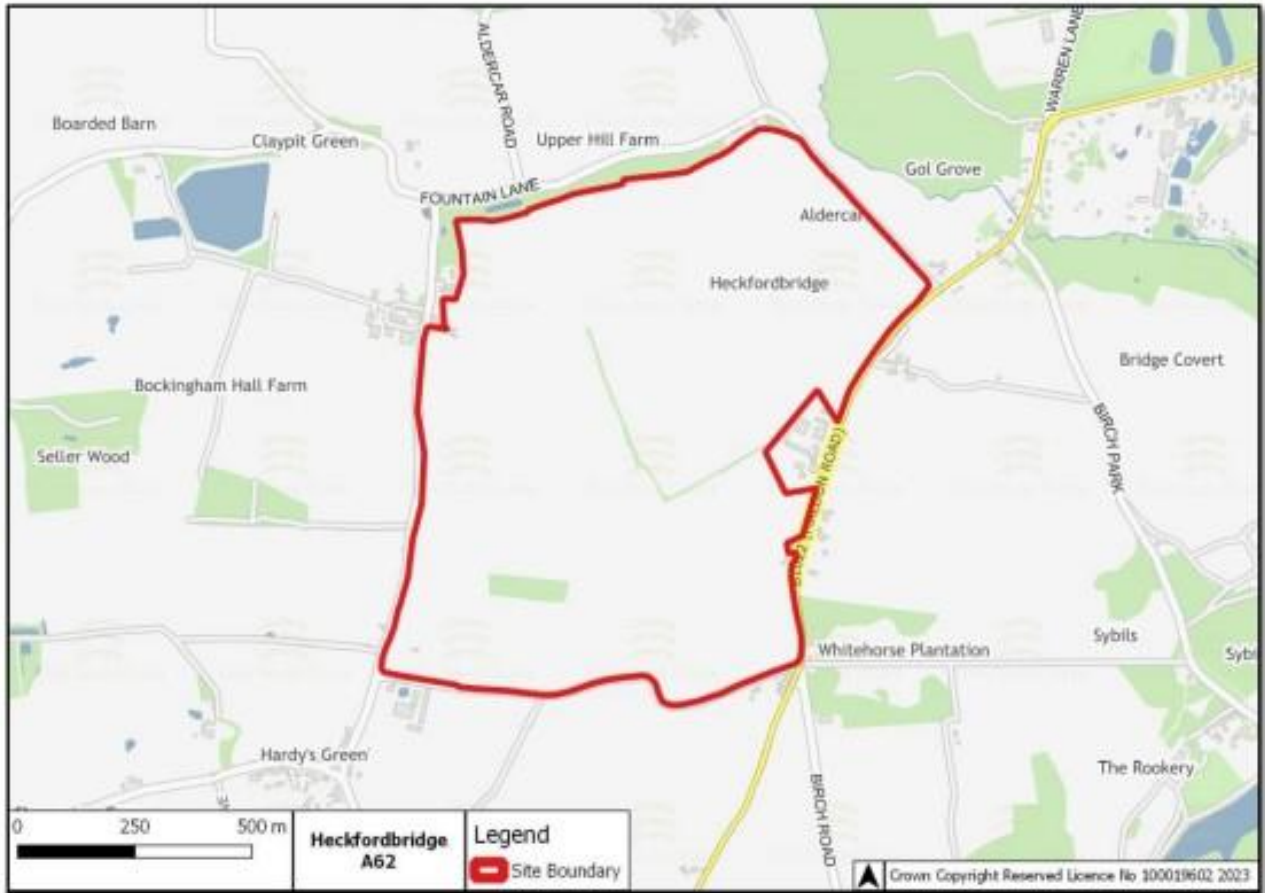 ALDERCAR ROAD
WARREN LANE
Boarded Barn
Claypit Green
Upper Hill Farm
Gol Grove
FOUNTAIN LANE
Aldercar
Heckfordbridge
Bridge Covert
Bockingham Hall Farm
BIRCH PARK
Seller Wood
ROAD)
Whitehorse Plantation
Sybils
Hardy's Green
The Rookery
BIRCH ROAD
0 250 500 m
Heckfordbridge
A62
Legend
Site Boundary
Crown Copyright Reserved Licence No 100019602 2023